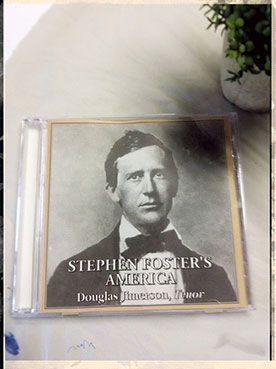 STEPHEN FOSTER'S
AMERICA
Douglas Jimerson, Tenor